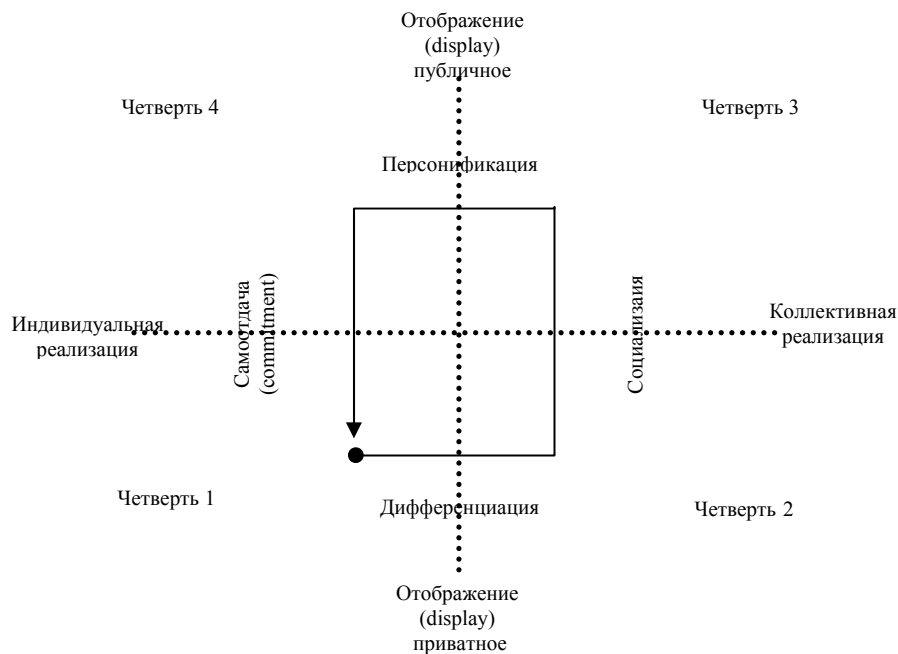 Отображение
(display)
публичное
Четверть 4
Четверть 3
Персонификация
Самоотдача
(commitment)
Социализаия
Индивидуальная
реализация
Коллективная
реализация
Четверть 1
Дифференциация
Четверть 2
Отображение
(display)
приватное